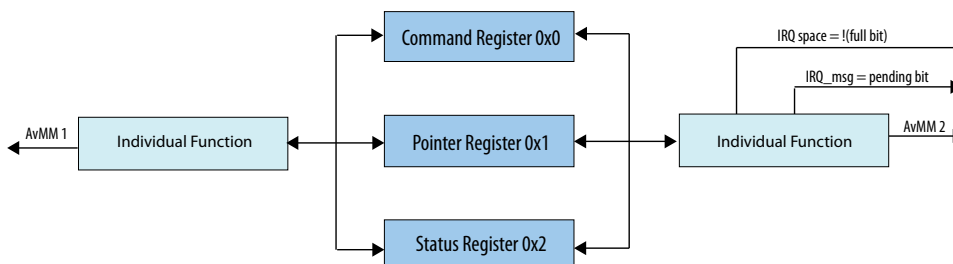 Command Register 0x0
IRQ space = !(full bit)
IRQ_msg = pending bit
AvMM 1
Individual Function
Pointer Register 0x1
Individual Function
AvMM 2
Status Register 0x2